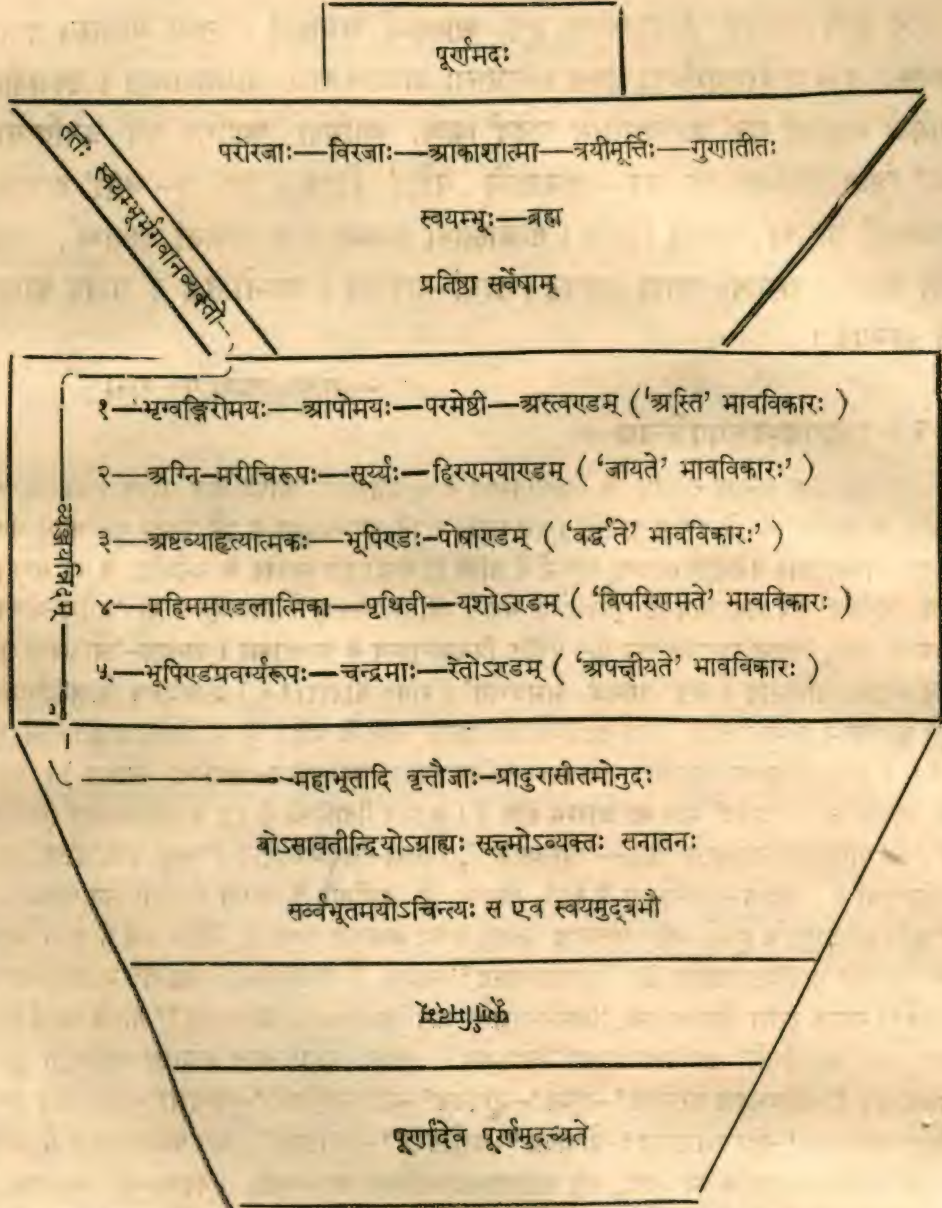 पूर्णमदः
परोरजाः—विरजाः—आकाशात्मा—त्रयीमूर्त्तिः—गुणातीतः
ततः स्वयम्भूर्भगवानव्यक्तो
स्वयम्भूः—ब्रह्म
प्रतिष्ठा सर्वेषाम्
१—भृग्वङ्गिरोमयः—आपोमयः—परमेष्ठी—अस्त्वण्डम् ('अस्ति' भावविकारः )
२—अग्नि-मरीचिरूपः—सूर्य्यः—हिरण्मयाण्डम् ( 'जायते' भावविकारः' )
३—अष्टव्याहृत्यात्मकः—भूपिण्डः-पोषाण्डम् ( 'वर्द्धते' भावविकारः' )
व्यञ्जयन्निदम्
४—महिममण्डलात्मिका—पृथिवी—यशोऽण्डम् ( 'विपरिणमते' भावविकारः )
५—भूपिण्डप्रवर्ग्यरूपः—चन्द्रमाः—रेतोऽण्डम् ( 'अपक्षीयते' भावविकारः )
—महाभूतादि वृत्तौजाः-प्रादुरासीत्तमोनुदः
योऽसावतीन्द्रियोऽग्राह्यः सूक्ष्मोऽव्यक्तः सनातनः
सर्व्वभूतमयोऽचिन्त्यः स एव स्वयमुद्बभौ
पूर्णमिदम्
पूर्णादेव पूर्णमुदच्यते